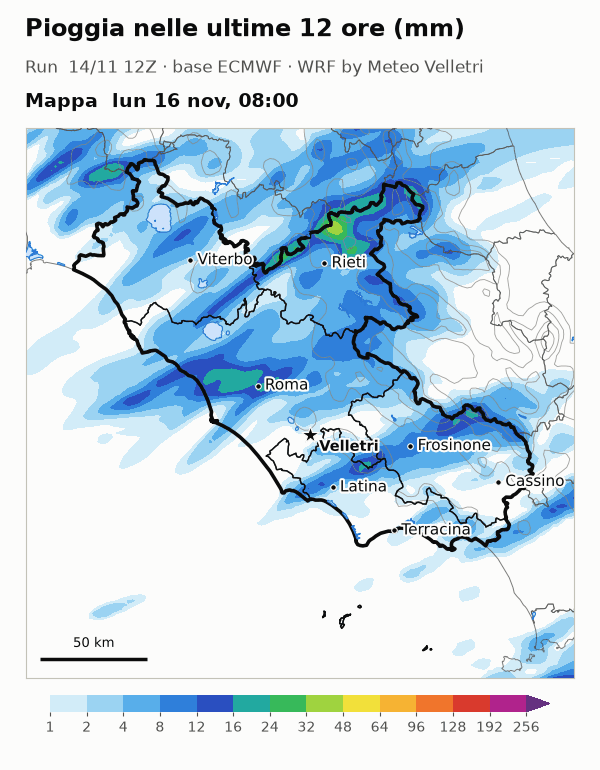 Pioggia nelle ultime 12 ore (mm)
Run  14/11 12Z · base ECMWF · WRF by Meteo Velletri
Mappa  lun 16 nov, 08:00
Viterbo
Rieti
Roma
Velletri
Frosinone
Latina
Cassino
Terracina
50 km
1 2 4 8 12 16 24 32 48 64 96 128 192 256